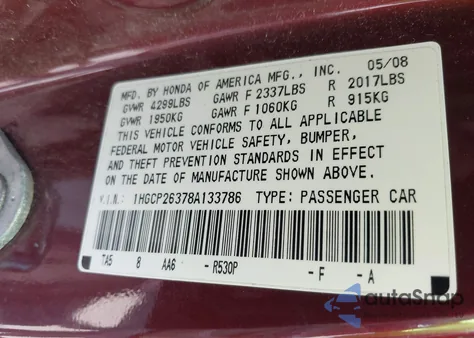 MFD. BY HONDA OF AMERICA MFG., INC. 05/08
GVWR 4299LBS GAWR F 2337LBS R 2017LBS
GVWR 1950KG GAWR F 1060KG R 915KG
THIS VEHICLE CONFORMS TO ALL APPLICABLE
FEDERAL MOTOR VEHICLE SAFETY, BUMPER,
AND THEFT PREVENTION STANDARDS IN EFFECT
ON THE DATE OF MANUFACTURE SHOWN ABOVE.
V.I.N: 1HGCP26378A133786 TYPE: PASSENGER CAR
TA5 8 AA6 -R530P -F -A
autoSnap